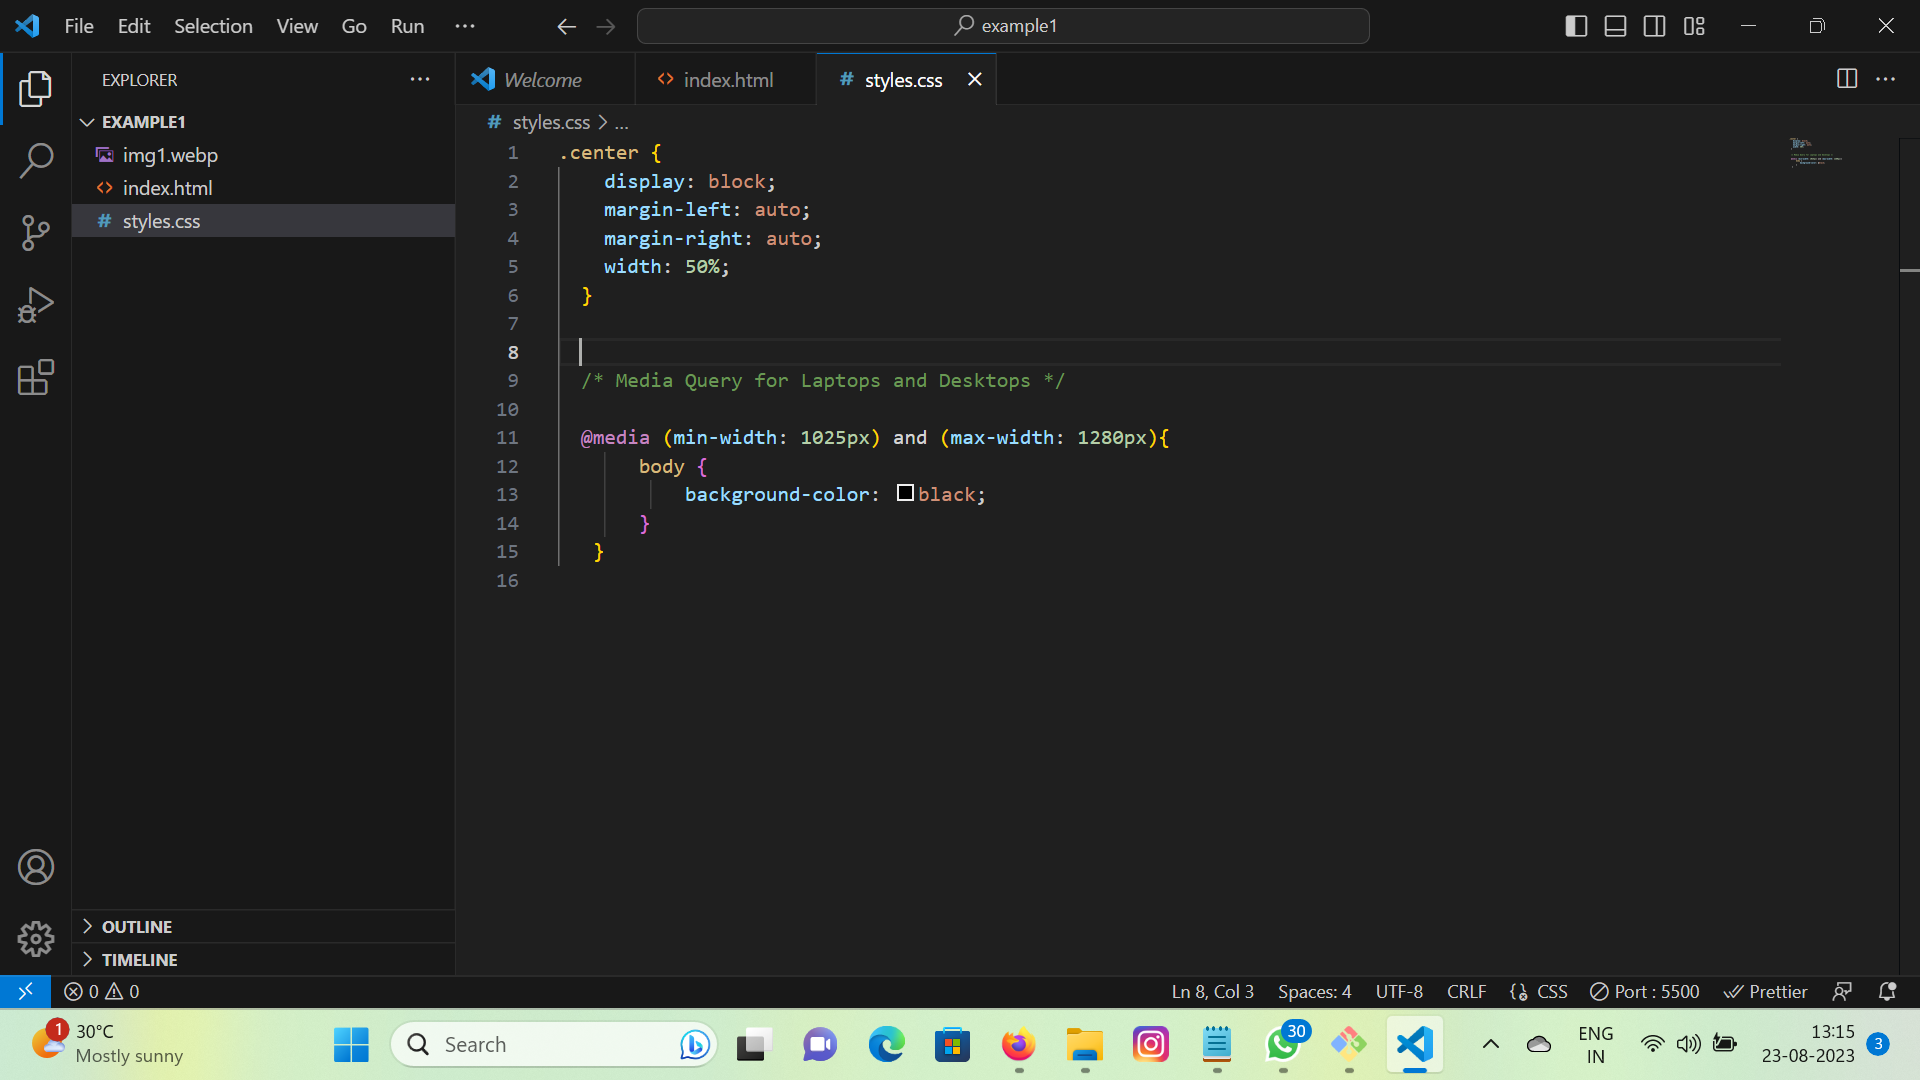 File Edit Selection View Go Run ··· example1
EXPLORER ···
Welcome index.html # styles.css
EXAMPLE1
img1.webp
index.html
# styles.css
# styles.css > ...
1 .center {
2 display: block;
3 margin-left: auto;
4 margin-right: auto;
5 width: 50%;
6 }
7
8
9 /* Media Query for Laptops and Desktops */
10
11 @media (min-width: 1025px) and (max-width: 1280px){
12 body {
13 background-color: black;
14 }
15 }
16
OUTLINE
TIMELINE
0 0 Ln 8, Col 3 Spaces: 4 UTF-8 CRLF CSS Port : 5500 Prettier
1
30°C
Mostly sunny
Search
30
ENG
IN
13:15
23-08-2023
3